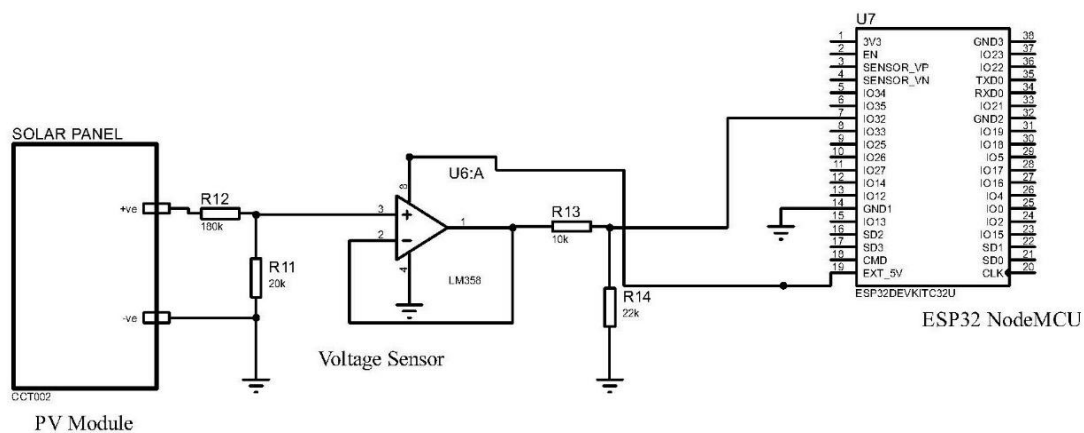 U7
1 3V3 GND3 38
2 EN IO23 37
3 SENSOR_VP IO22 36
4 SENSOR_VN TXD0 35
5 IO34 RXD0 34
6 IO35 IO21 33
7 IO32 GND2 32
8 IO33 IO19 31
9 IO25 IO18 30
10 IO26 IO5 29
11 IO27 IO17 28
12 IO14 IO16 27
13 IO12 IO4 26
14 GND1 IO0 25
15 IO13 IO2 24
16 SD2 IO15 23
17 SD3 SD1 22
18 CMD SD0 21
19 EXT_5V CLK 20
ESP32DEVKITC32U
ESP32 NodeMCU
SOLAR PANEL
+ve
-ve
CCT002
PV Module
R12
180k
R11
20k
U6:A
8
3
2
1
4
LM358
Voltage Sensor
R13
10k
R14
22k